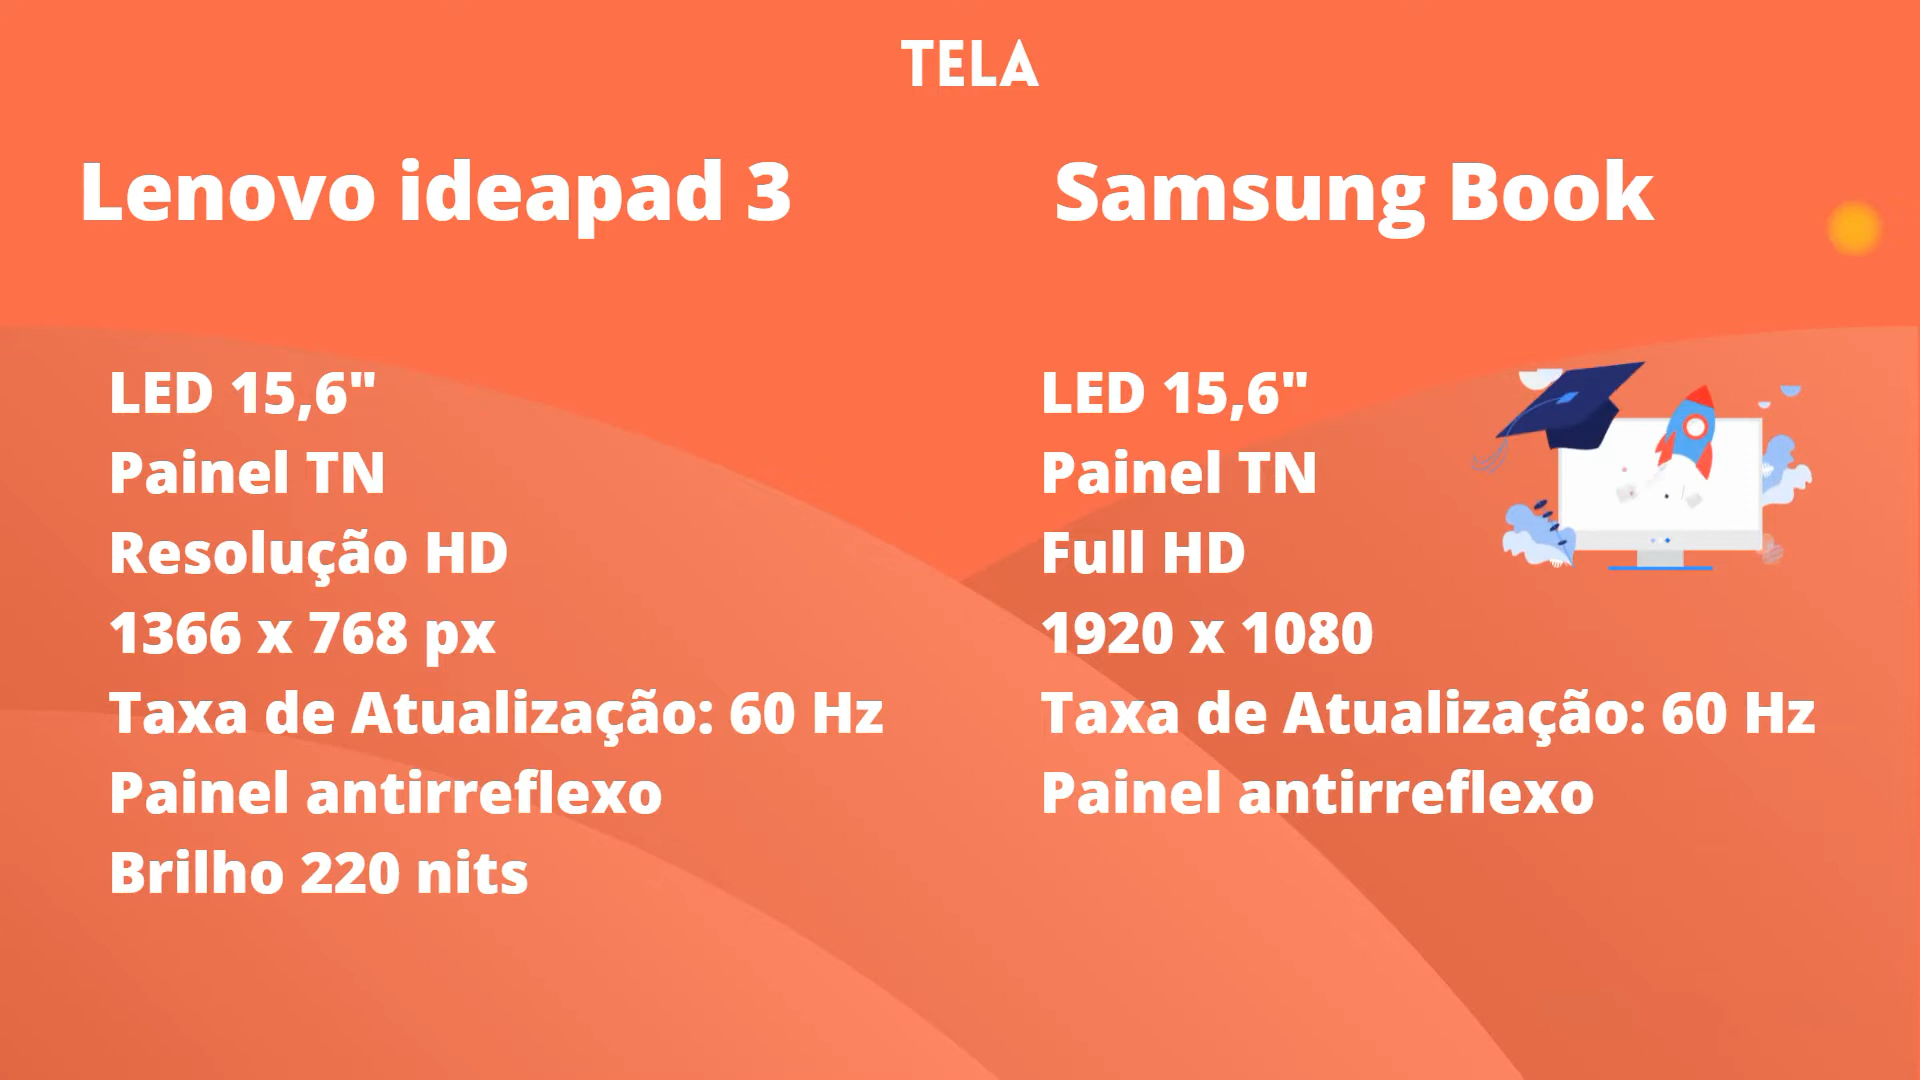 TELA
Lenovo ideapad 3
LED 15,6"
Painel TN
Resolução HD
1366 x 768 px
Taxa de Atualização: 60 Hz
Painel antirreflexo
Brilho 220 nits
Samsung Book
LED 15,6"
Painel TN
Full HD
1920 x 1080
Taxa de Atualização: 60 Hz
Painel antirreflexo